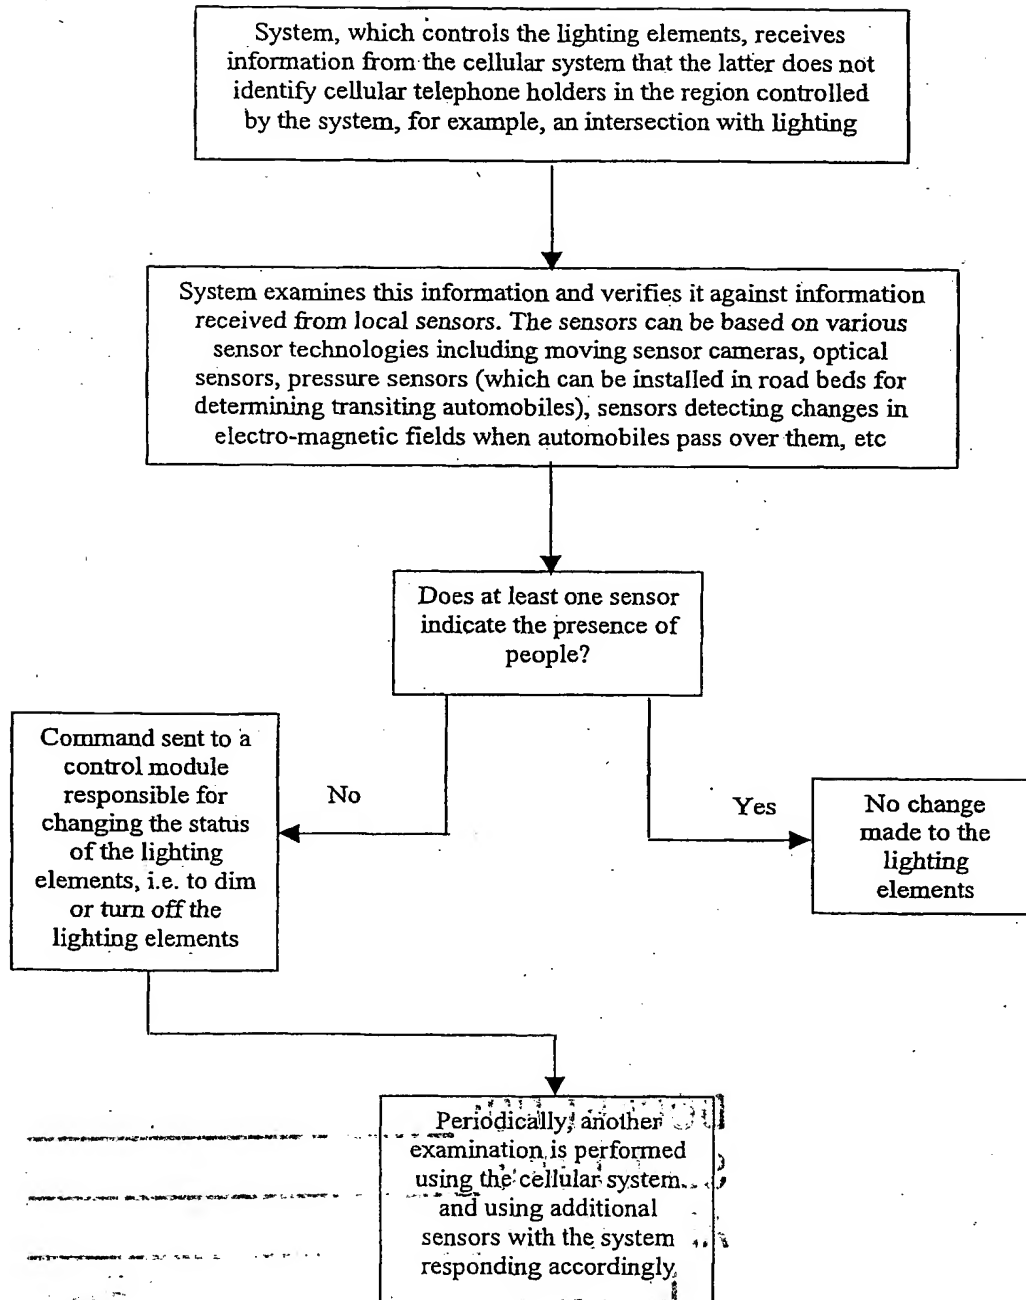 System, which controls the lighting elements, receives
information from the cellular system that the latter does not
identify cellular telephone holders in the region controlled
by the system, for example, an intersection with lighting
System examines this information and verifies it against information
received from local sensors. The sensors can be based on various
sensor technologies including moving sensor cameras, optical
sensors, pressure sensors (which can be installed in road beds for
determining transiting automobiles), sensors detecting changes in
electro-magnetic fields when automobiles pass over them, etc
Does at least one sensor
indicate the presence of
people?
Command sent to a
control module
responsible for
changing the status
of the lighting
elements, i.e. to dim
or turn off the
lighting elements
No
Yes
No change
made to the
lighting
elements
Periodically, another
examination is performed
using the cellular system
and using additional
sensors with the system
responding accordingly